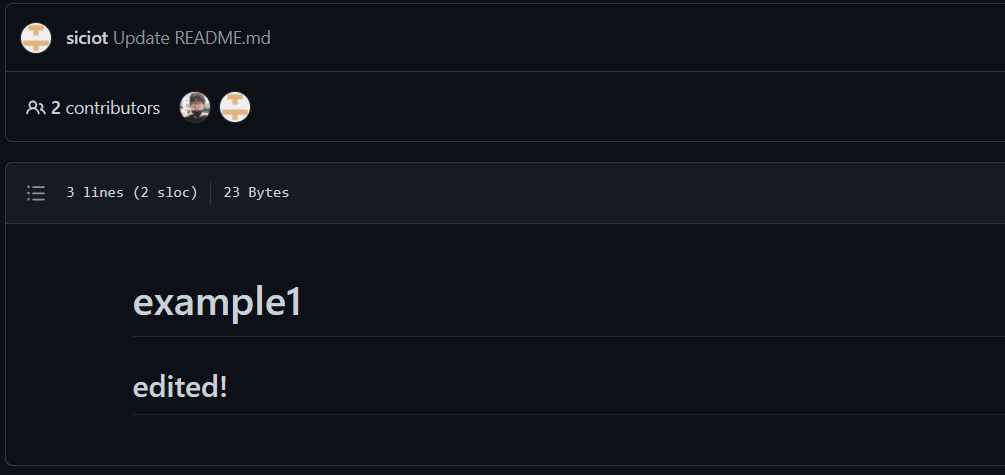 siciot Update README.md
2 contributors
3 lines (2 sloc) 23 Bytes
example1
edited!